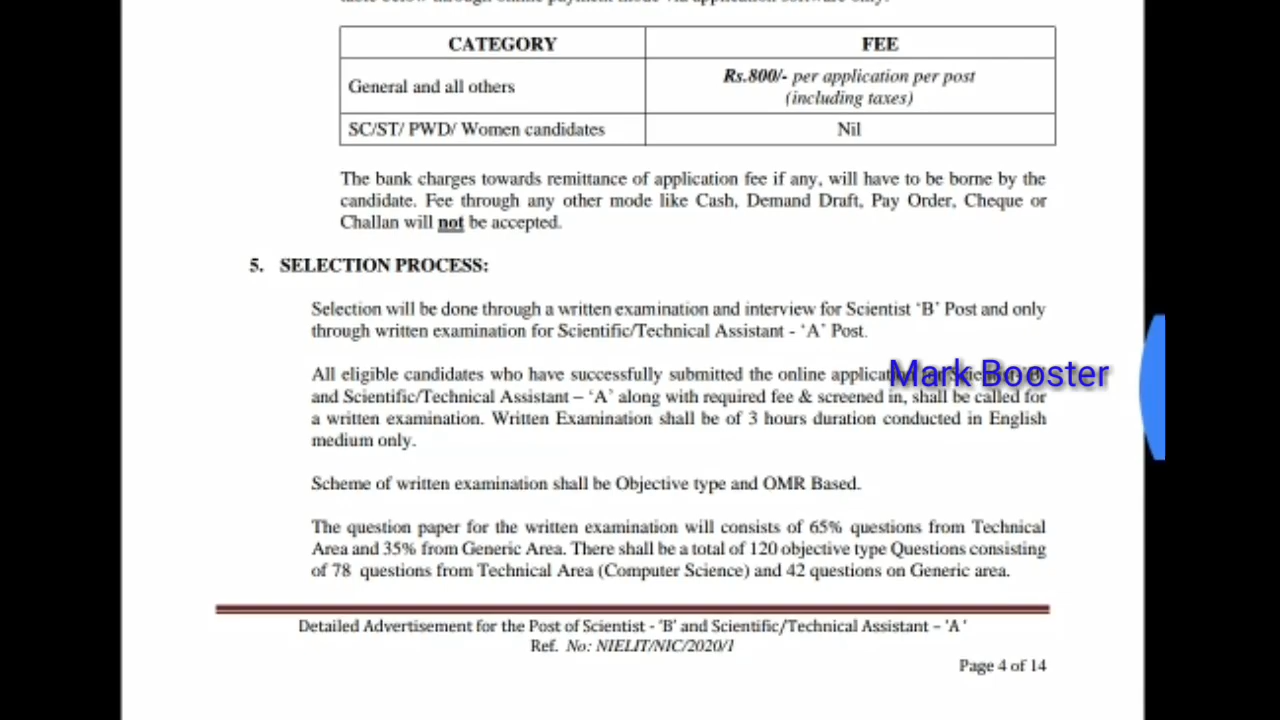 CATEGORY FEE
General and all others Rs.800/- per application per post
(including taxes)
SC/ST/ PWD/ Women candidates Nil
The bank charges towards remittance of application fee if any, will have to be borne by the
candidate. Fee through any other mode like Cash, Demand Draft, Pay Order, Cheque or
Challan will not be accepted.
5. SELECTION PROCESS:
Selection will be done through a written examination and interview for Scientist ‘B’ Post and only
through written examination for Scientific/Technical Assistant - ‘A’ Post.
All eligible candidates who have successfully submitted the online
Mark Booster
and Scientific/Technical Assistant – ‘A’ along with required fee & screened in, shall be called for
a written examination. Written Examination shall be of 3 hours duration conducted in English
medium only.
Scheme of written examination shall be Objective type and OMR Based.
The question paper for the written examination will consists of 65% questions from Technical
Area and 35% from Generic Area. There shall be a total of 120 objective type Questions consisting
of 78 questions from Technical Area (Computer Science) and 42 questions on Generic area.
Detailed Advertisement for the Post of Scientist - ‘B’ and Scientific/Technical Assistant – ‘A’
Ref. No: NIELIT/NIC/2020/1
Page 4 of 14